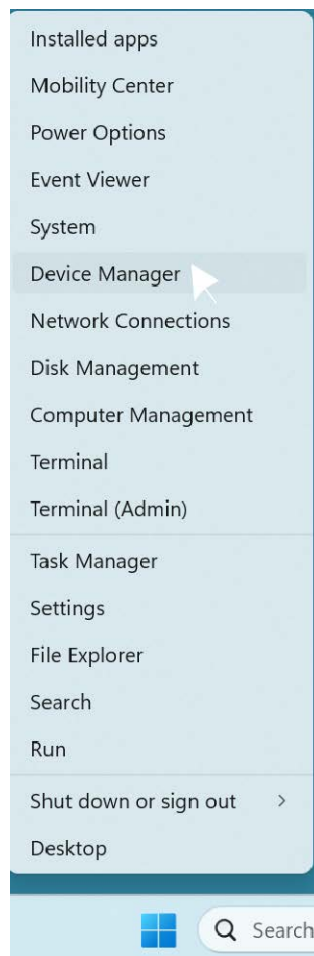 Installed apps
Mobility Center
Power Options
Event Viewer
System
Device Manager
Network Connections
Disk Management
Computer Management
Terminal
Terminal (Admin)
Task Manager
Settings
File Explorer
Search
Run
Shut down or sign out
Desktop
Search